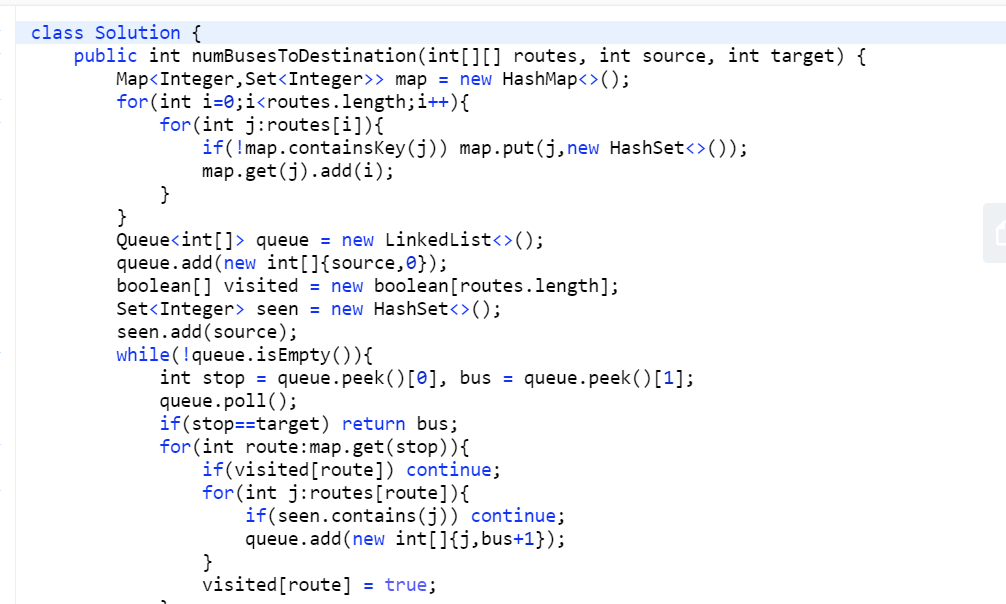 class Solution {
public int numBusesToDestination(int[][] routes, int source, int target) {
Map<Integer,Set<Integer>> map = new HashMap<>();
for(int i=0;i<routes.length;i++){
for(int j:routes[i]){
if(!map.containsKey(j)) map.put(j,new HashSet<>());
map.get(j).add(i);
}
}
Queue<int[]> queue = new LinkedList<>();
queue.add(new int[]{source,0});
boolean[] visited = new boolean[routes.length];
Set<Integer> seen = new HashSet<>();
seen.add(source);
while(!queue.isEmpty()){
int stop = queue.peek()[0], bus = queue.peek()[1];
queue.poll();
if(stop==target) return bus;
for(int route:map.get(stop)){
if(visited[route]) continue;
for(int j:routes[route]){
if(seen.contains(j)) continue;
queue.add(new int[]{j,bus+1});
}
visited[route] = true;
}